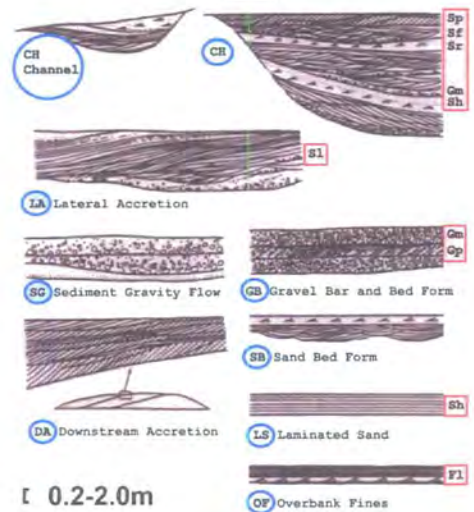 CH
Channel
CH
Sp
Sf
Sr
Gm
Sh
Sl
LA Lateral Accretion
Gm
Gp
SG Sediment Gravity Flow
GB Gravel Bar and Bed Form
SB Sand Bed Form
DA Downstream Accretion
Sh
LS Laminated Sand
Fl
OF Overbank Fines
0.2-2.0m